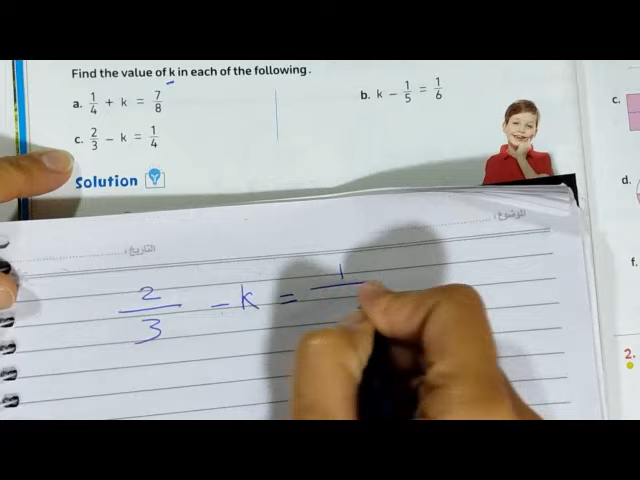 Find the value of k in each of the following.
a. 1/4 + k = 7/8
b. k - 1/5 = 1/6
c. 2/3 - k = 1/4
Solution
التاريخ:
الموضوع:
2/3 - k = 1
c.
d.
f.
2.